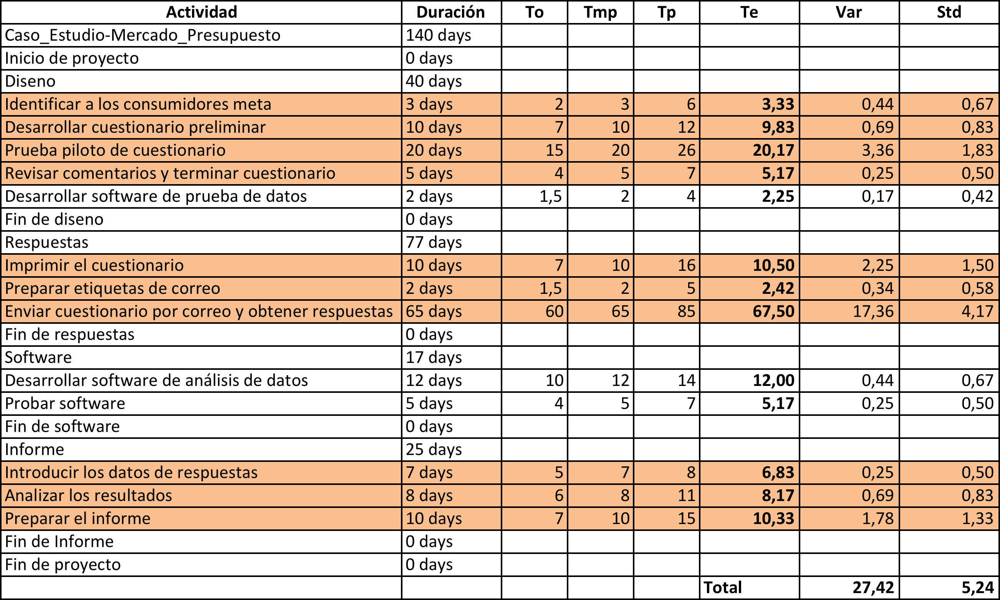 Actividad Duración To Tmp Tp Te Var Std
Caso_Estudio-Mercado_Presupuesto 140 days
Inicio de proyecto 0 days
Diseno 40 days
Identificar a los consumidores meta 3 days 2 3 6 3,33 0,44 0,67
Desarrollar cuestionario preliminar 10 days 7 10 12 9,83 0,69 0,83
Prueba piloto de cuestionario 20 days 15 20 26 20,17 3,36 1,83
Revisar comentarios y terminar cuestionario 5 days 4 5 7 5,17 0,25 0,50
Desarrollar software de prueba de datos 2 days 1,5 2 4 2,25 0,17 0,42
Fin de diseno 0 days
Respuestas 77 days
Imprimir el cuestionario 10 days 7 10 16 10,50 2,25 1,50
Preparar etiquetas de correo 2 days 1,5 2 5 2,42 0,34 0,58
Enviar cuestionario por correo y obtener respuestas 65 days 60 65 85 67,50 17,36 4,17
Fin de respuestas 0 days
Software 17 days
Desarrollar software de análisis de datos 12 days 10 12 14 12,00 0,44 0,67
Probar software 5 days 4 5 7 5,17 0,25 0,50
Fin de software 0 days
Informe 25 days
Introducir los datos de respuestas 7 days 5 7 8 6,83 0,25 0,50
Analizar los resultados 8 days 6 8 11 8,17 0,69 0,83
Preparar el informe 10 days 7 10 15 10,33 1,78 1,33
Fin de Informe 0 days
Fin de proyecto 0 days
Total 27,42 5,24